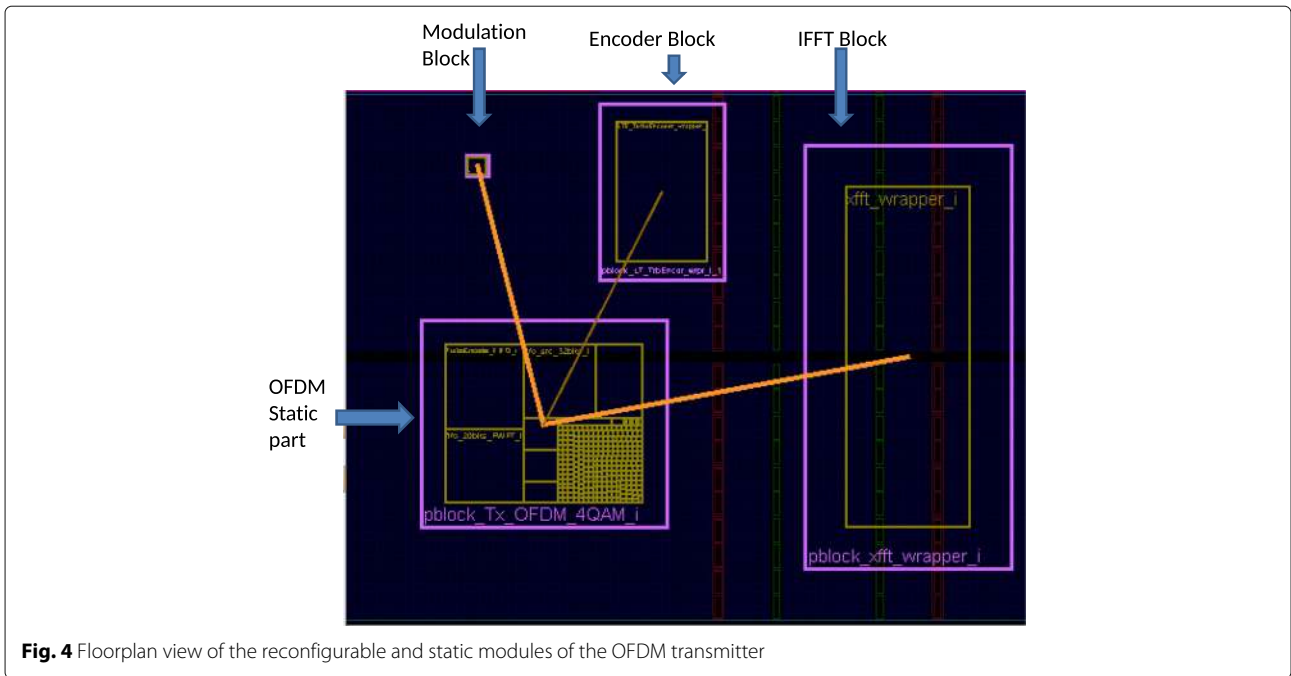 Modulation
Block
Encoder Block
IFFT Block
xfft_wrapper_i
OFDM
Static
part
pblock_Tx_OFDM_4QAM_i
pblock_xfft_wrapper_i
Fig. 4 Floorplan view of the reconfigurable and static modules of the OFDM transmitter